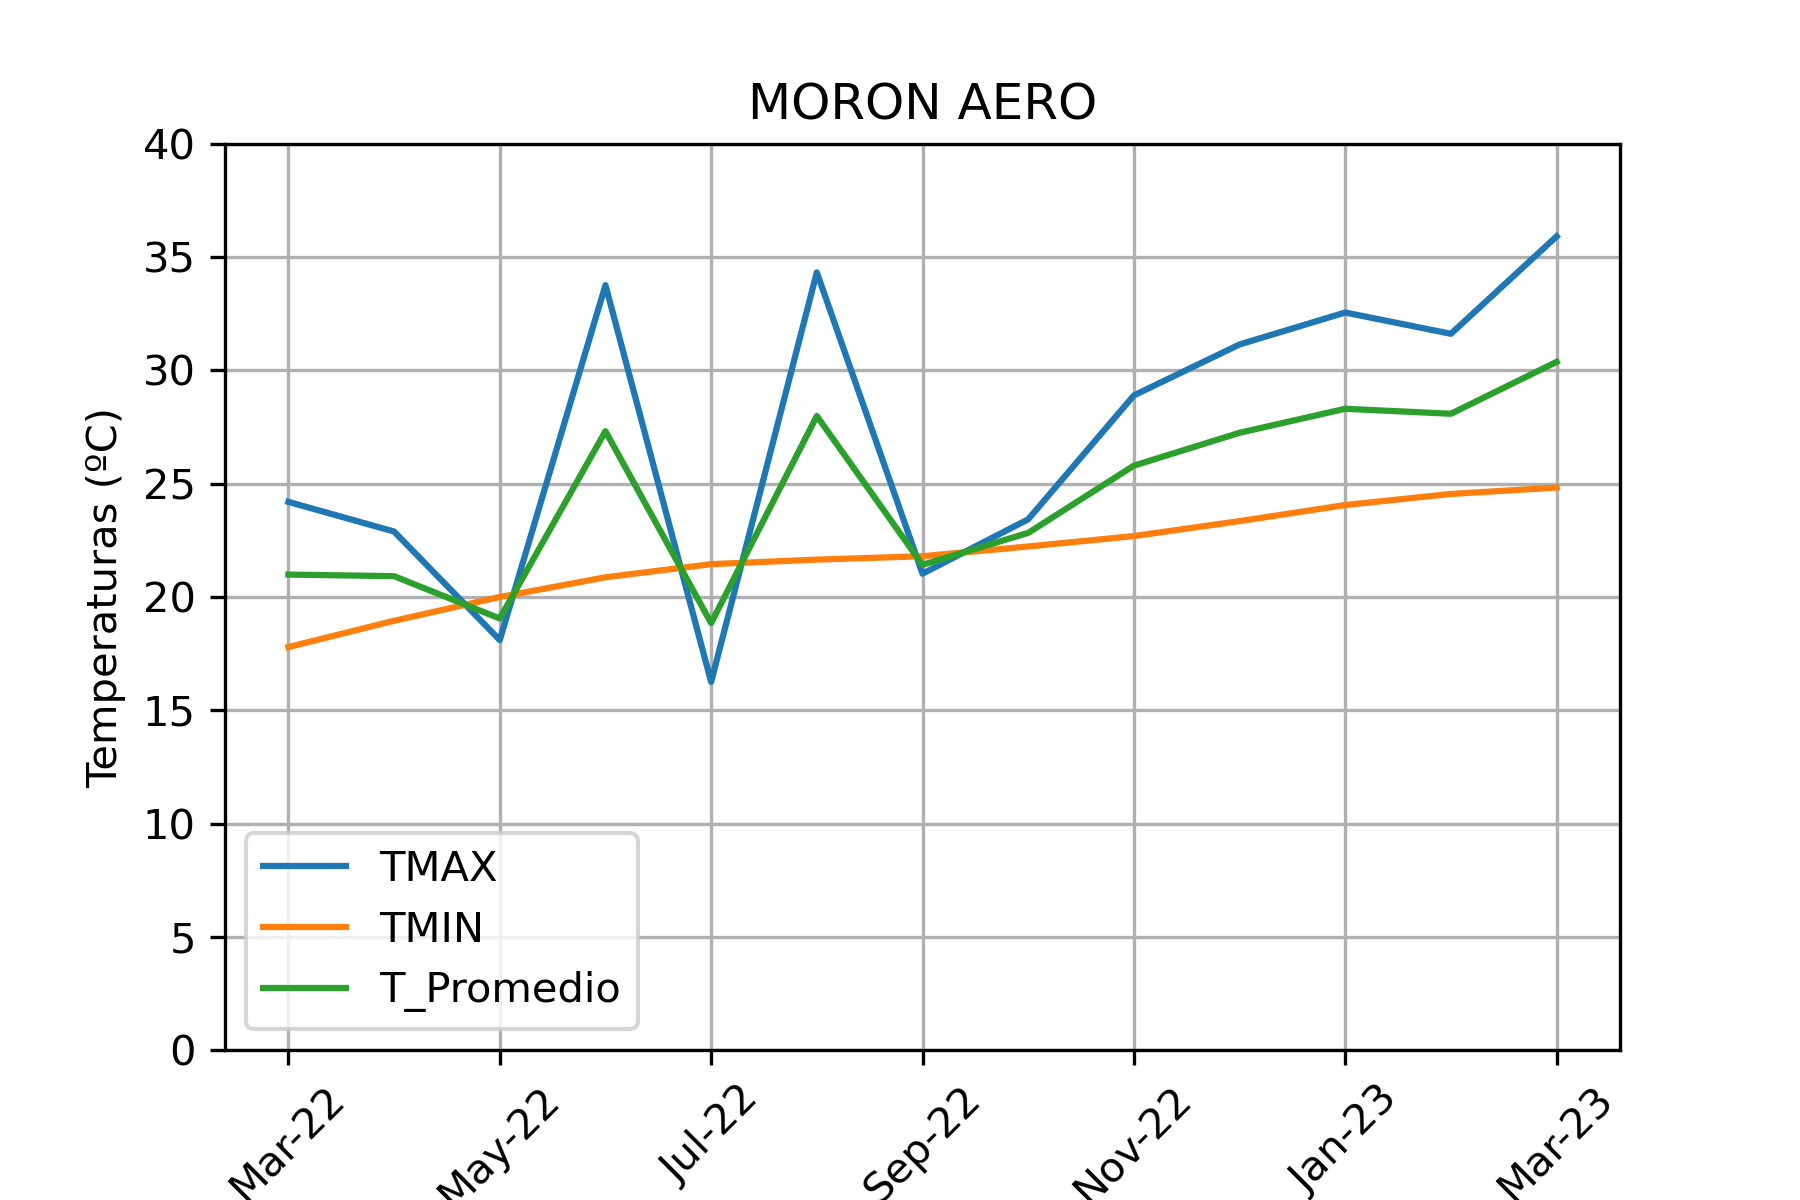 MORON AERO
Temperaturas (ºC)
40
35
30
25
20
15
10
5
0
TMAX
TMIN
T_Promedio
Mar-22
May-22
Jul-22
Sep-22
Nov-22
Jan-23
Mar-23